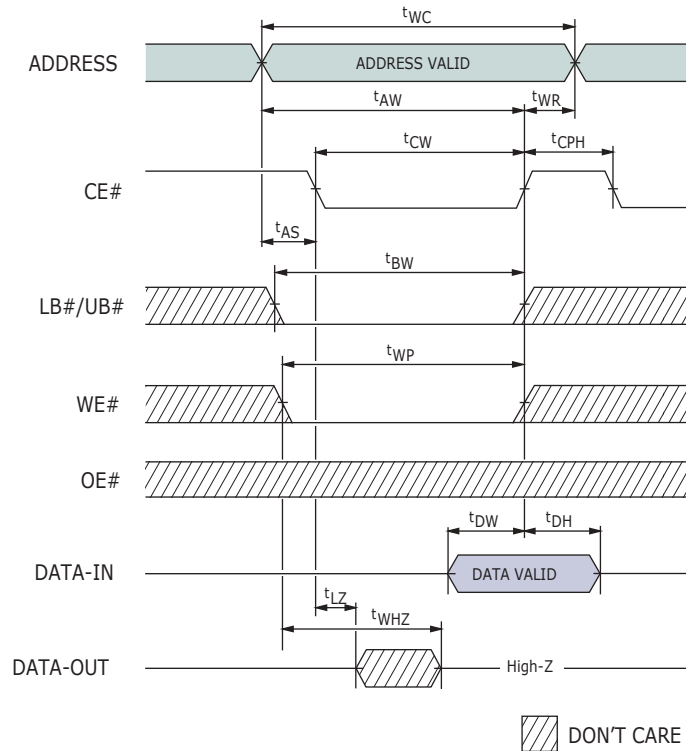 tWC
ADDRESS
ADDRESS VALID
tAW
tWR
tCW
tCPH
CE#
tAS
tBW
LB#/UB#
tWP
WE#
OE#
tDW
tDH
DATA-IN
DATA VALID
tLZ
tWHZ
DATA-OUT
High-Z
DON'T CARE